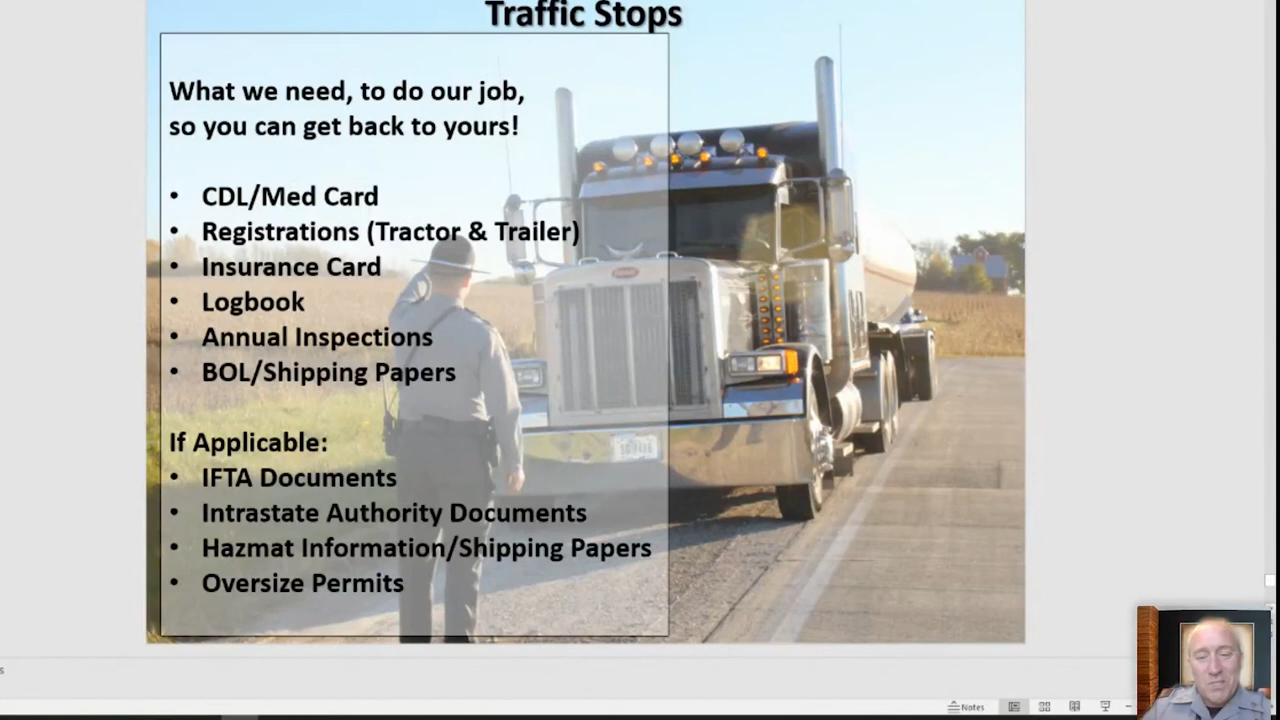 Traffic Stops
What we need, to do our job,
so you can get back to yours!
• CDL/Med Card
• Registrations (Tractor & Trailer)
• Insurance Card
• Logbook
• Annual Inspections
• BOL/Shipping Papers
If Applicable:
• IFTA Documents
• Intrastate Authority Documents
• Hazmat Information/Shipping Papers
• Oversize Permits
Notes